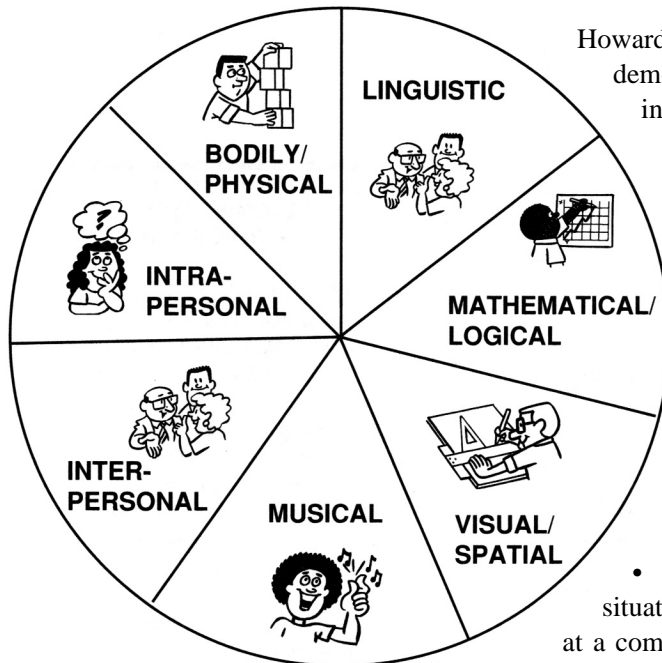 Howard
dem
in
LINGUISTIC
BODILY/
PHYSICAL
INTRA-
PERSONAL
MATHEMATICAL/
LOGICAL
INTER-
PERSONAL
MUSICAL
VISUAL/
SPATIAL
•
situat
at a com